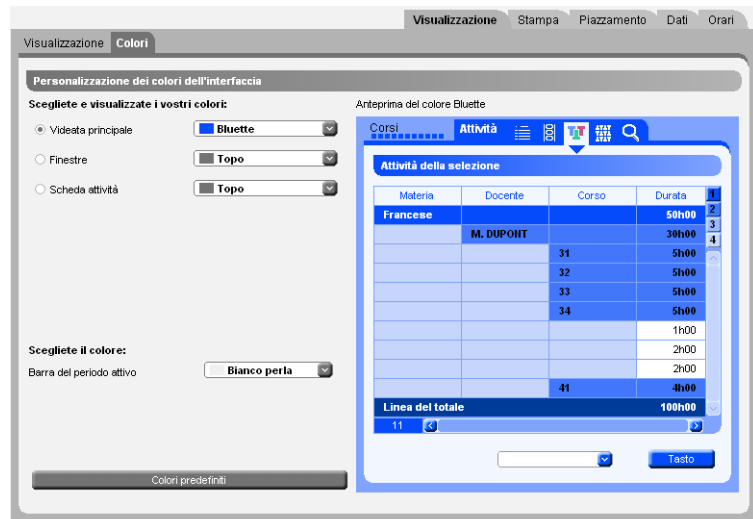 Visualizzazione Stampa Piazzamento Dati Orari
Visualizzazione Colori
Personalizzazione dei colori dell'interfaccia
Scegliete e visualizzate i vostri colori:
Videata principale Bluette
Finestre Topo
Scheda attività Topo
Scegliete il colore:
Barra del periodo attivo Bianco perla
Colori predefiniti
Anteprima del colore Bluette
Corsi Attività
Attività della selezione
Materia Docente Corso Durata
Francese 50h00
M. DUPONT 30h00
31 5h00
32 5h00
33 5h00
34 5h00
1h00
2h00
2h00
41 4h00
Linea del totale 100h00
11
1
2
3
4
Tasto